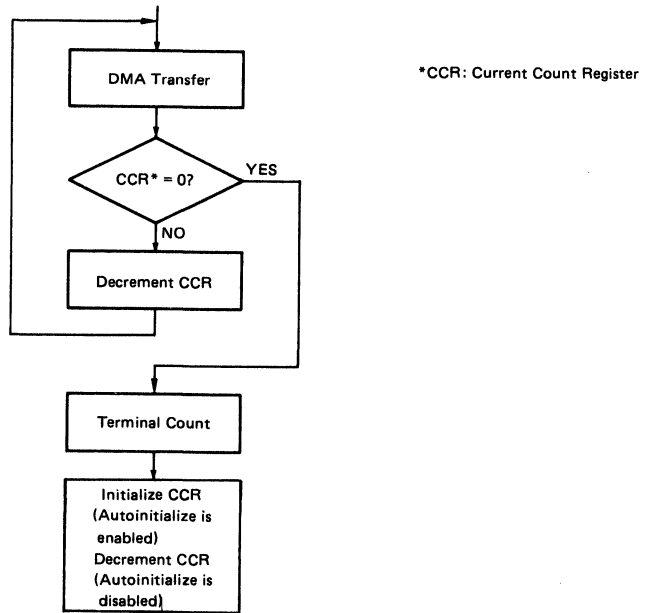 DMA Transfer
*CCR: Current Count Register
CCR* = 0?
YES
NO
Decrement CCR
Terminal Count
Initialize CCR
(Autoinitialize is
enabled)
Decrement CCR
(Autoinitialize is
disabled)